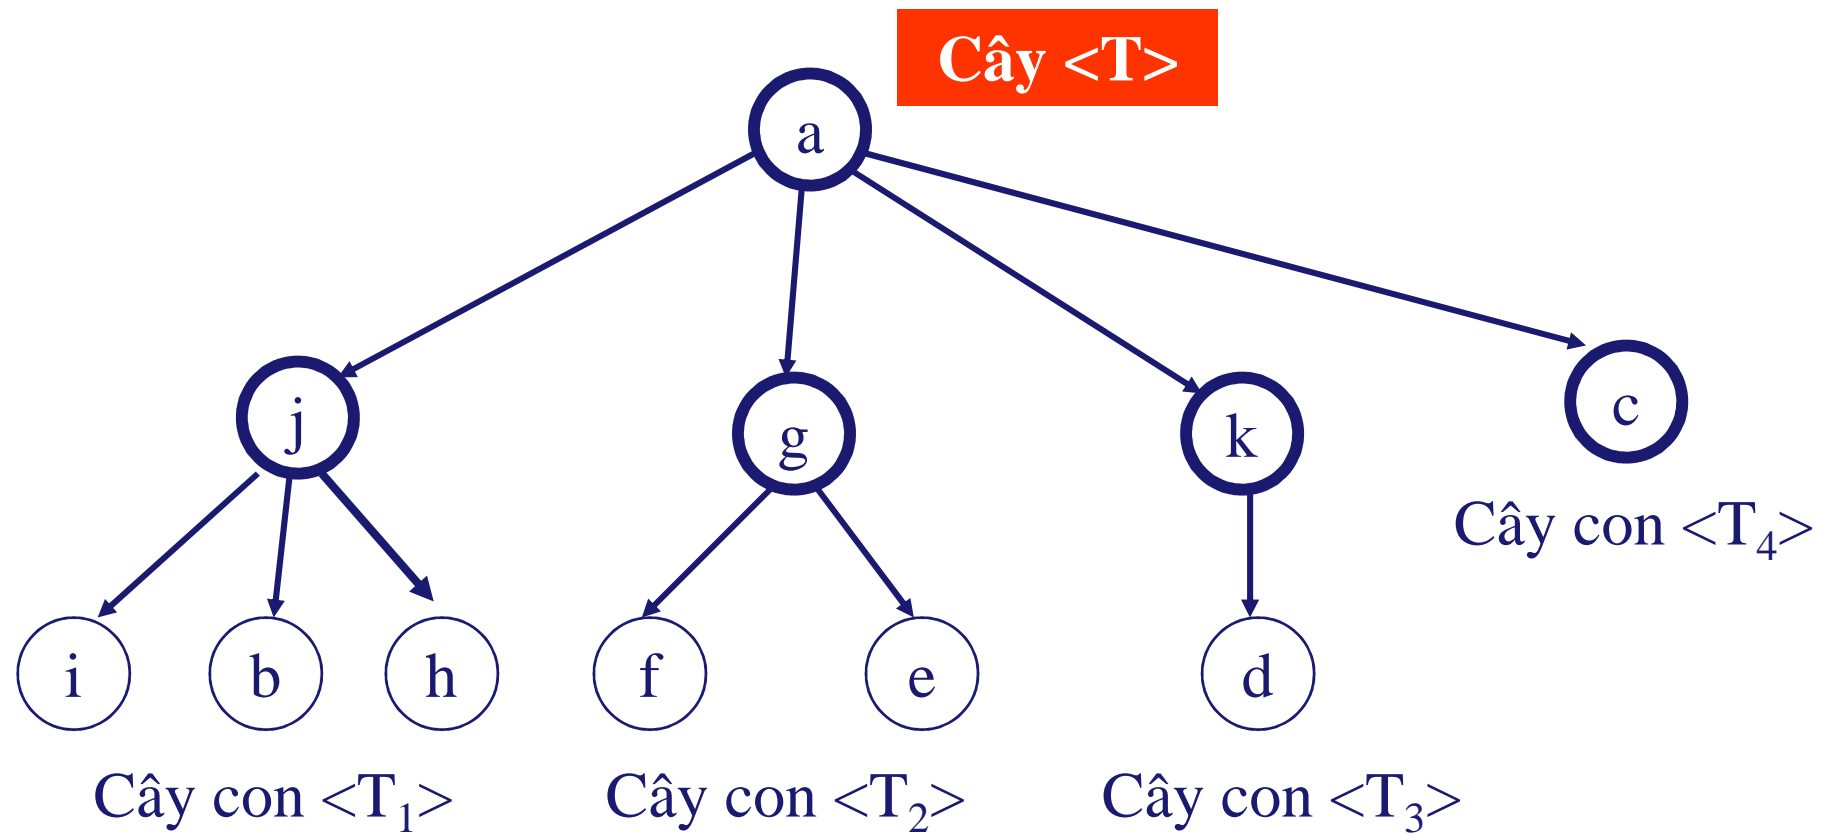 Cây <T>
a
j
g
k
c
Cây con <T4>
i
b
h
f
e
d
Cây con <T1>
Cây con <T2>
Cây con <T3>